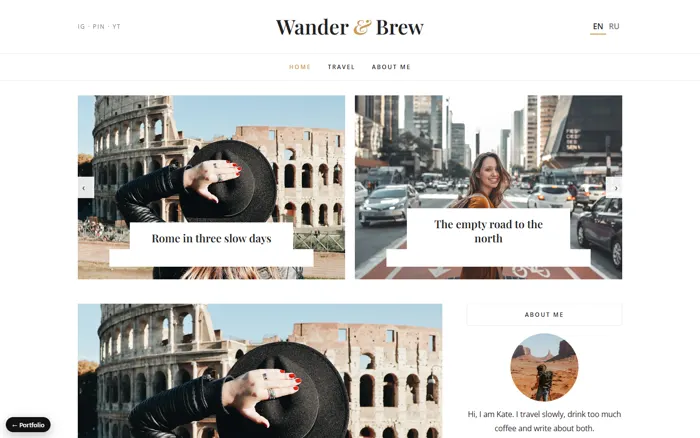 IG · PIN · YT
Wander & Brew
EN RU
HOME TRAVEL ABOUT ME
‹
›
Rome in three slow days
The empty road to the
north
ABOUT ME
Hi, I am Kate. I travel slowly, drink too much
coffee and write about both.
← Portfolio